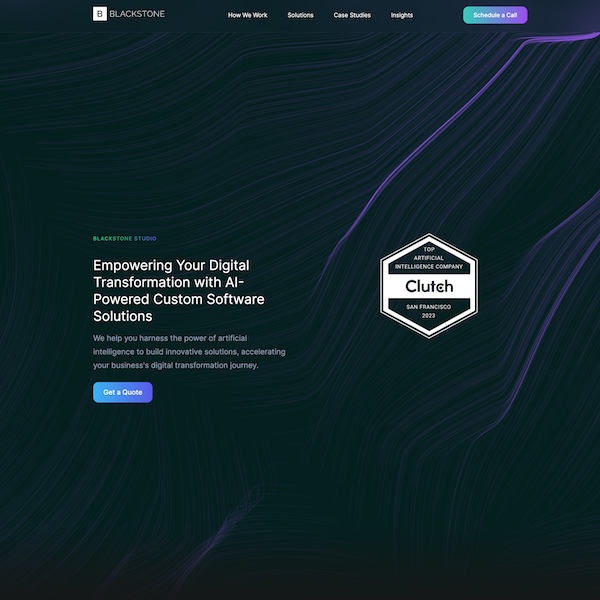 B BLACKSTONE
How We Work
Solutions
Case Studies
Insights
Schedule a Call
BLACKSTONE STUDIO
Empowering Your Digital
Transformation with AI-
Powered Custom Software
Solutions
We help you harness the power of artificial
intelligence to build innovative solutions, accelerating
your business's digital transformation journey.
Get a Quote
TOP
ARTIFICIAL
INTELLIGENCE COMPANY
Clutch
SAN FRANCISCO
2023